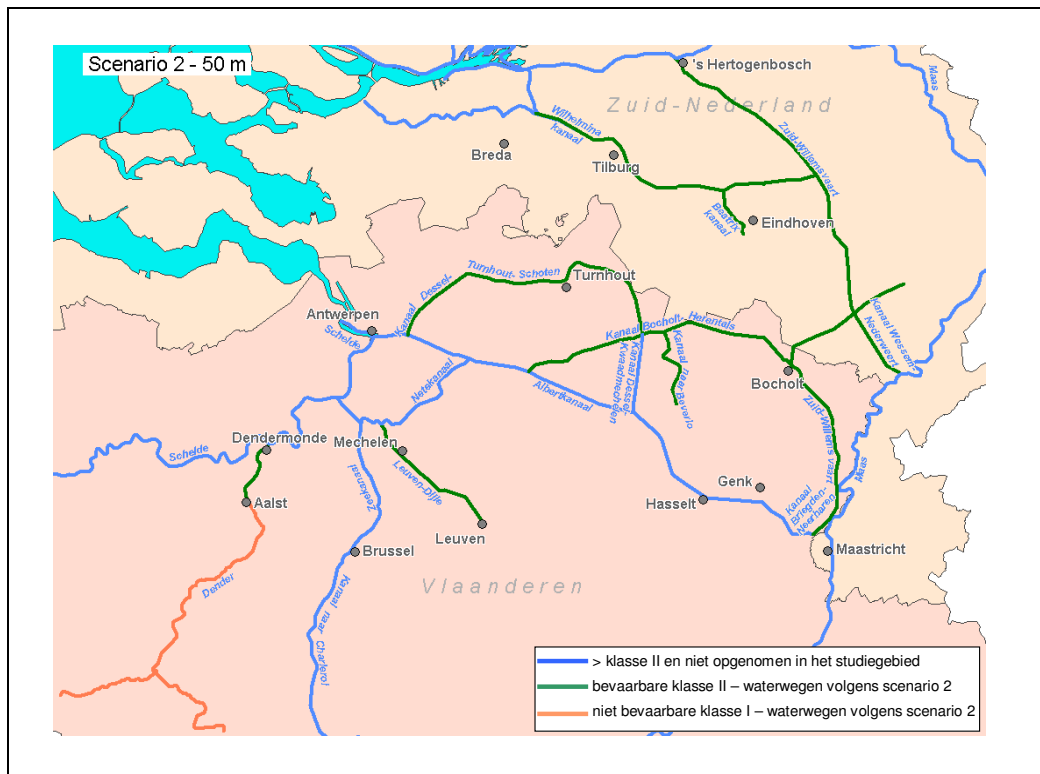 Scenario 2 - 50 m
's Hertogenbosch
Maas
Zuid-Nederland
Wilhelmina
kanaal
Zuid-Willemsvaart
Breda
Tilburg
Beatrix
kanaal
Eindhoven
Turnhout- Schoten
Kanaal Dessel-
Turnhout
Antwerpen
Schelde
Kanaal Bocholt- Herentals
Kanaal Wessem-
Nederweert
Kanaal Dessel-
Kwaadmechelen
Kanaal naar Beverlo
Netekanaal
Albertkanaal
Bocholt
Zuid-Willems vaart
Dendermonde
Mechelen
Schelde
Zeekanaal
Leuven-Dijle
Maas
Aalst
Genk
Hasselt
Kanaal
Briegden-
Neerharen
Leuven
Brussel
Maastricht
Dender
Kanaal naar Charleroi
Vlaanderen
> klasse II en niet opgenomen in het studiegebied
bevaarbare klasse II – waterwegen volgens scenario 2
niet bevaarbare klasse I – waterwegen volgens scenario 2